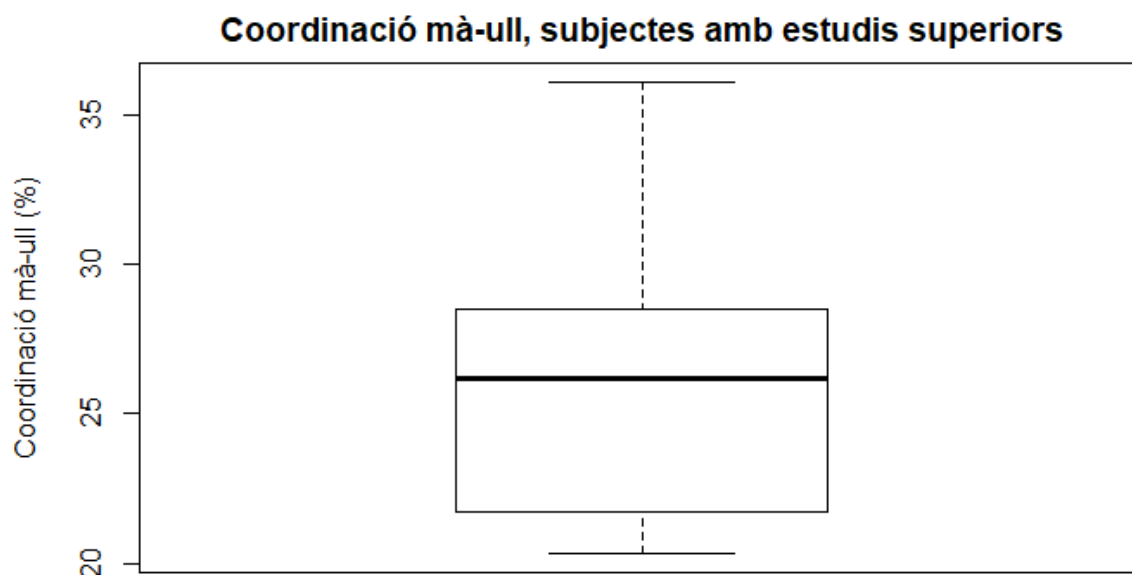 Coordinació mà-ull, subjectes amb estudis superiors
Coordinació mà-ull (%)
35
30
25
20